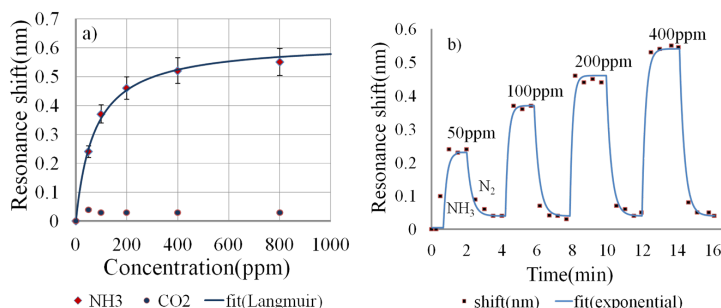 a)
Resonance shift(nm)
0.7
0.6
0.5
0.4
0.3
0.2
0.1
0
0 200 400 600 800 1000
Concentration(ppm)
NH3 CO2 fit(Langmuir)
b)
Resonance shift(nm)
0.6
0.5
0.4
0.3
0.2
0.1
0
50ppm
100ppm
200ppm
400ppm
NH₃
N₂
0 2 4 6 8 10 12 14 16
Time(min)
shift(nm) fit(exponential)